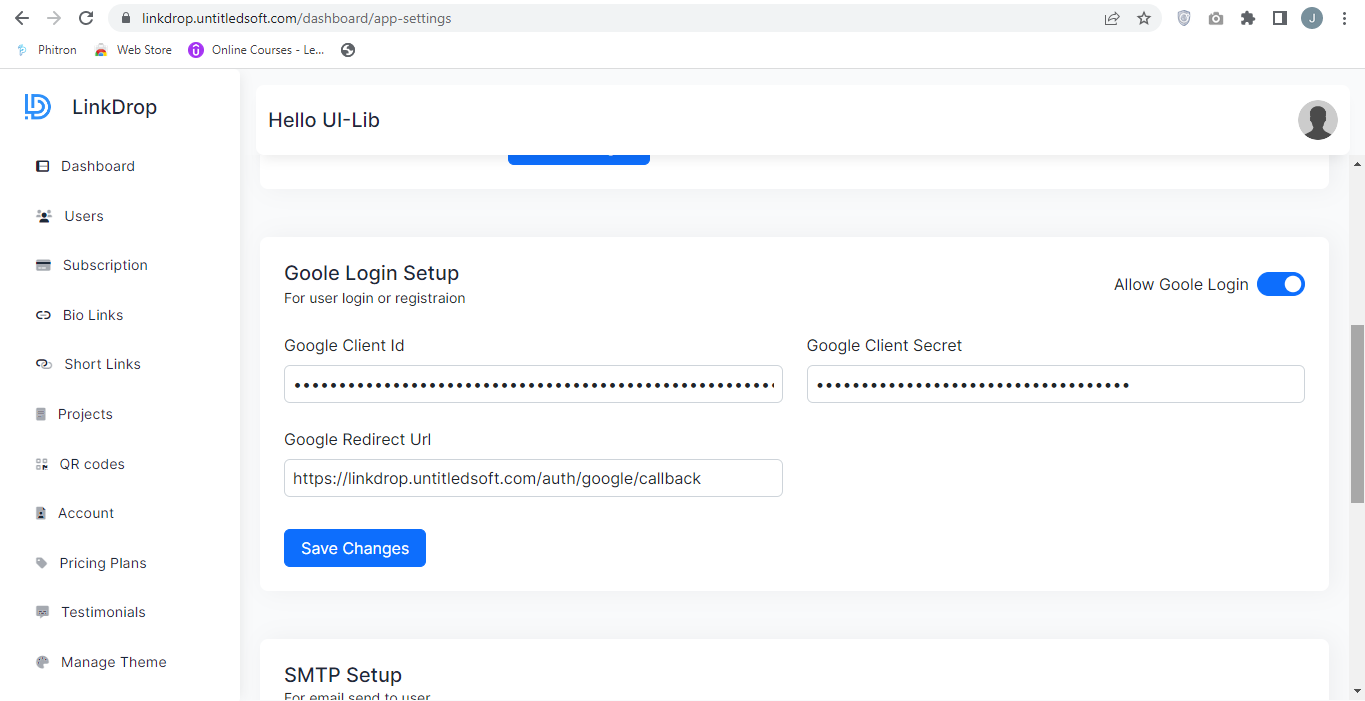 linkdrop.untitledsoft.com/dashboard/app-settings
J
Phitron
Web Store
Online Courses - Le...
LinkDrop
Hello UI-Lib
Dashboard
Users
Subscription
Bio Links
Short Links
Projects
QR codes
Account
Pricing Plans
Testimonials
Manage Theme
Goole Login Setup
For user login or registraion
Allow Goole Login
Google Client Id
Google Client Secret
••••••••••••••••••••••••••••••••••••••••••••••••••••••
•••••••••••••••••••••••••••••••••••
Google Redirect Url
https://linkdrop.untitledsoft.com/auth/google/callback
Save Changes
SMTP Setup
For email send to user